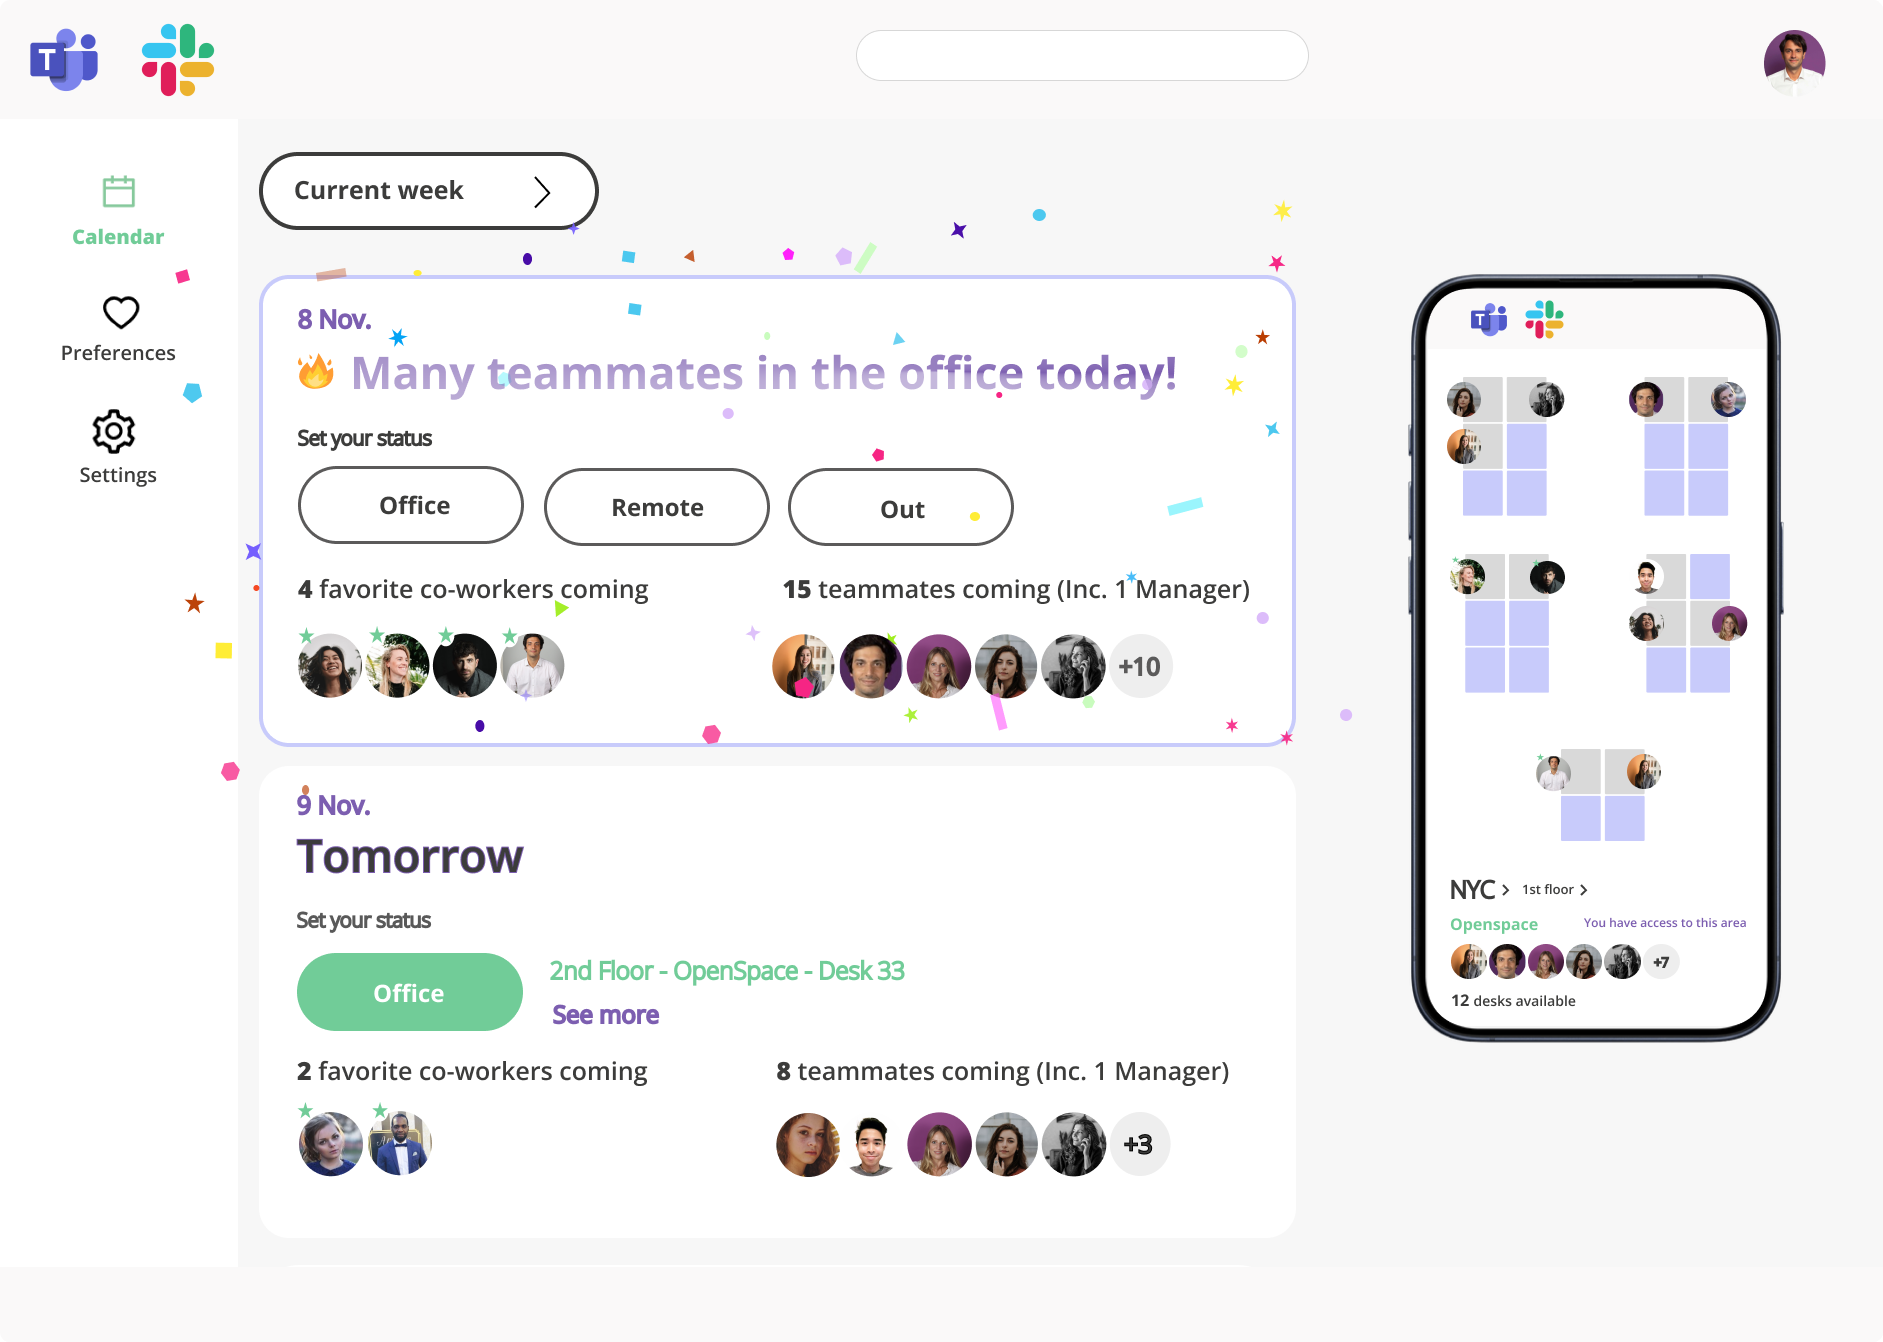 T
Current week
Calendar
Preferences
Settings
8 Nov.
Many teammates in the office today!
Set your status
Office
Remote
Out
4 favorite co-workers coming
15 teammates coming (Inc. 1 Manager)
+10
9 Nov.
Tomorrow
Set your status
Office
2nd Floor - OpenSpace - Desk 33
See more
2 favorite co-workers coming
8 teammates coming (Inc. 1 Manager)
+3
T
NYC
1st floor
Openspace
You have access to this area
+7
12 desks available